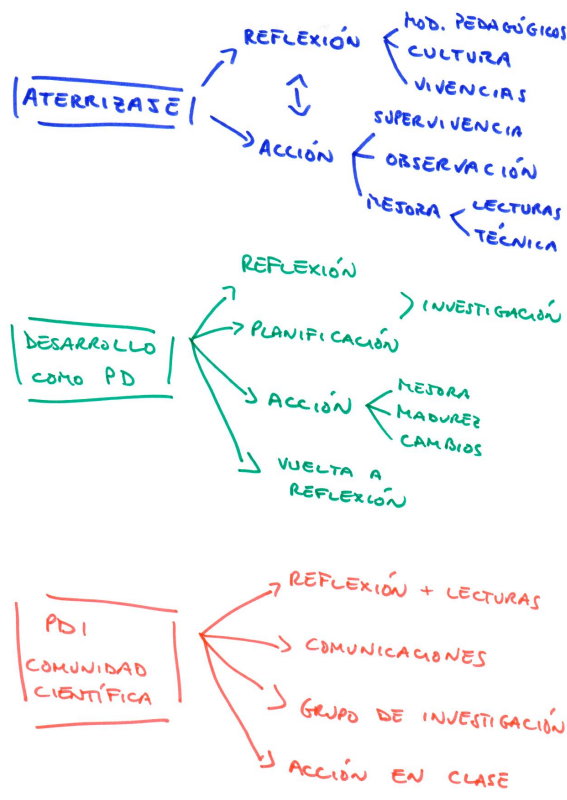 REFLEXIÓN
MOD. PEDAGÓGICOS
CULTURA
VIVENCIAS
ATERRIZAJE
ACCIÓN
SUPERVIVENCIA
OBSERVACIÓN
MEJORA
LECTURAS
TÉCNICA
REFLEXIÓN
INVESTIGACIÓN
PLANIFICACIÓN
DESARROLLO
COMO PD
ACCIÓN
MEJORA
MADUREZ
CAMBIOS
VUELTA A
REFLEXIÓN
REFLEXIÓN + LECTURAS
PDI
COMUNIDAD
CIENTÍFICA
COMUNICACIONES
GRUPO DE INVESTIGACIÓN
ACCIÓN EN CLASE